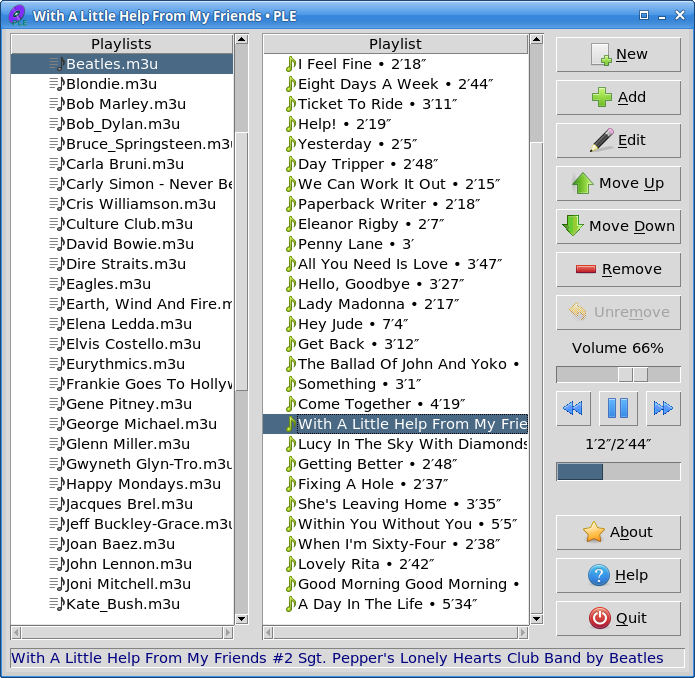 With A Little Help From My Friends • PLE
PLE
Playlists
Beatles.m3u
Blondie.m3u
Bob Marley.m3u
Bob_Dylan.m3u
Bruce_Springsteen.m3u
Carla Bruni.m3u
Carly Simon - Never Be
Cris Williamson.m3u
Culture Club.m3u
David Bowie.m3u
Dire Straits.m3u
Eagles.m3u
Earth, Wind And Fire.m
Elena Ledda.m3u
Elvis Costello.m3u
Eurythmics.m3u
Frankie Goes To Hollyw
Gene Pitney.m3u
George Michael.m3u
Glenn Miller.m3u
Gwyneth Glyn-Tro.m3u
Happy Mondays.m3u
Jacques Brel.m3u
Jeff Buckley-Grace.m3u
Joan Baez.m3u
John Lennon.m3u
Joni Mitchell.m3u
Kate_Bush.m3u
Playlist
I Feel Fine • 2′18″
Eight Days A Week • 2′44″
Ticket To Ride • 3′11″
Help! • 2′19″
Yesterday • 2′5″
Day Tripper • 2′48″
We Can Work It Out • 2′15″
Paperback Writer • 2′18″
Eleanor Rigby • 2′7″
Penny Lane • 3′
All You Need Is Love • 3′47″
Hello, Goodbye • 3′27″
Lady Madonna • 2′17″
Hey Jude • 7′4″
Get Back • 3′12″
The Ballad Of John And Yoko •
Something • 3′1″
Come Together • 4′19″
With A Little Help From My Frie
Lucy In The Sky With Diamonds
Getting Better • 2′48″
Fixing A Hole • 2′37″
She's Leaving Home • 3′35″
Within You Without You • 5′5″
When I'm Sixty-Four • 2′38″
Lovely Rita • 2′42″
Good Morning Good Morning •
A Day In The Life • 5′34″
New
Add
Edit
Move Up
Move Down
Remove
Unremove
Volume 66%
1′2″/2′44″
About
Help
Quit
With A Little Help From My Friends #2 Sgt. Pepper's Lonely Hearts Club Band by Beatles